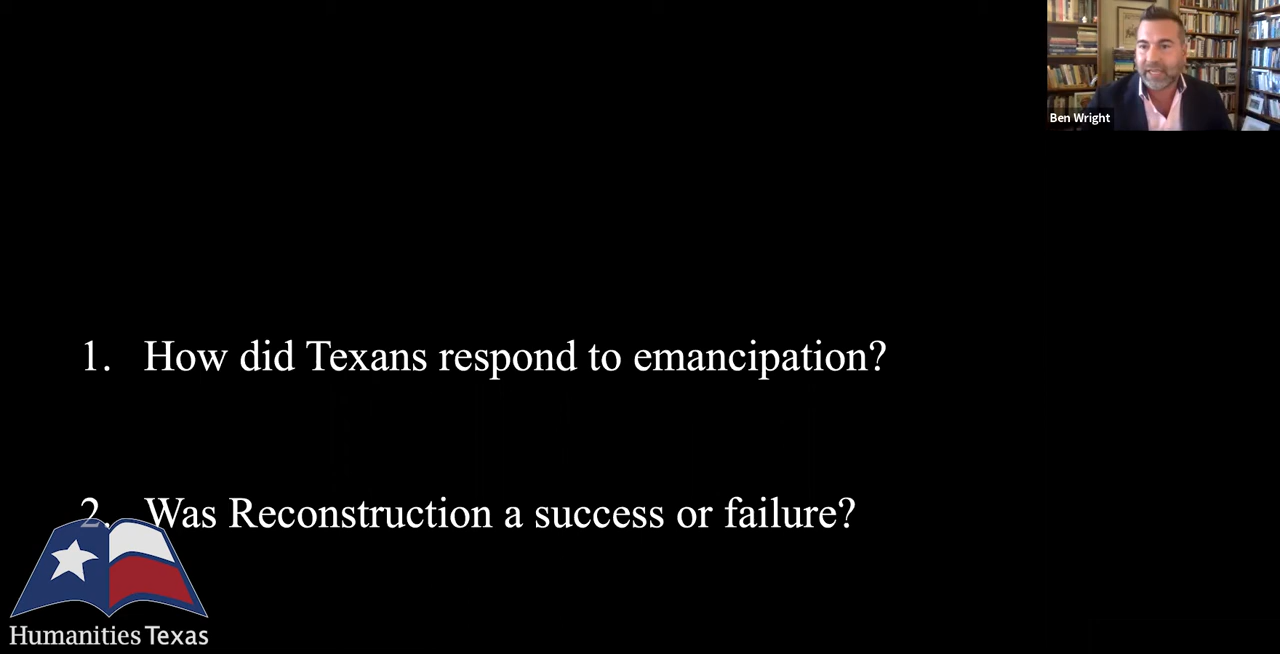 Ben Wright
1. How did Texans respond to emancipation?
2. Was Reconstruction a success or failure?
Humanities Texas